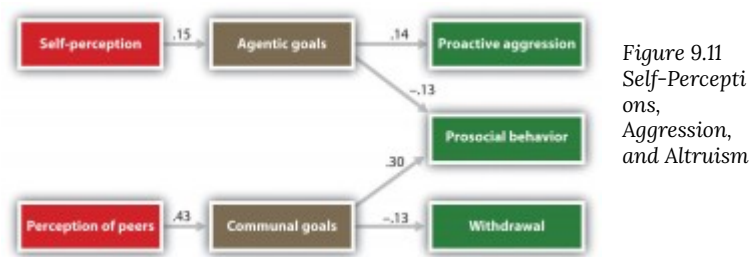 Self-perception
.15
Agentic goals
.14
Proactive aggression
–.13
Prosocial behavior
.30
Perception of peers
.43
Communal goals
–.13
Withdrawal
Figure 9.11
Self-Percepti
ons,
Aggression,
and Altruism